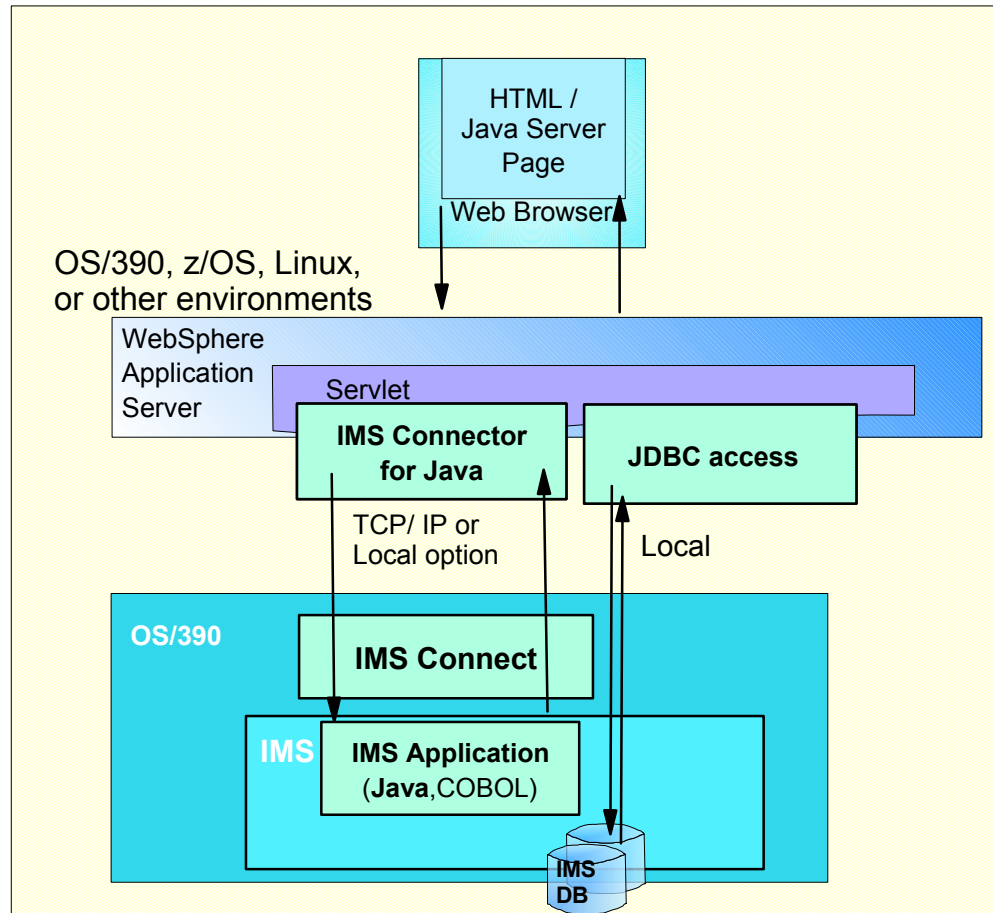 HTML /
Java Server
Page
Web Browser
OS/390, z/OS, Linux,
or other environments
WebSphere
Application
Server
Servlet
IMS Connector
for Java
JDBC access
TCP/ IP or
Local option
Local
OS/390
IMS Connect
IMS
IMS Application
(Java,COBOL)
IMS
DB